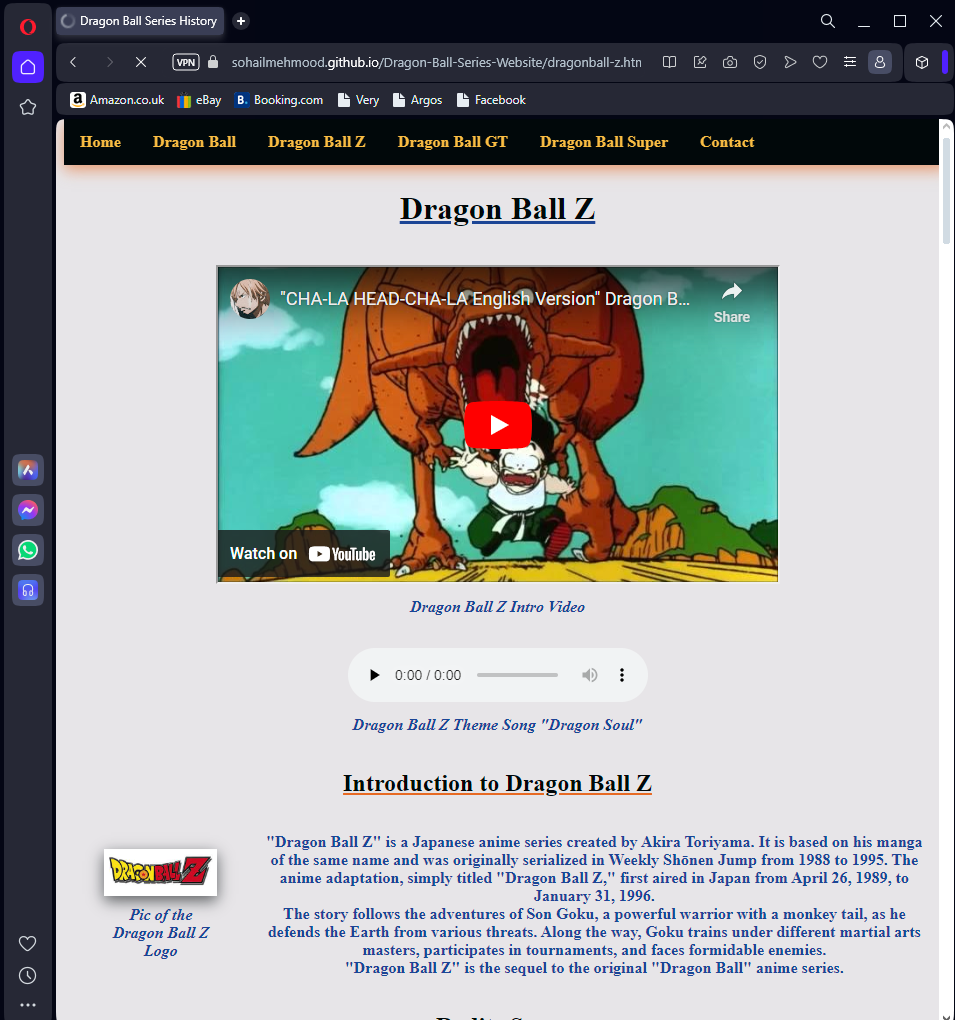 Dragon Ball Series History
VPN
sohailmehmood.github.io/Dragon-Ball-Series-Website/dragonball-z.htn
Amazon.co.uk eBay Booking.com Very Argos Facebook
Home Dragon Ball Dragon Ball Z Dragon Ball GT Dragon Ball Super Contact
Dragon Ball Z
"CHA-LA HEAD-CHA-LA English Version" Dragon B...
Share
Watch on YouTube
Dragon Ball Z Intro Video
0:00 / 0:00
Dragon Ball Z Theme Song "Dragon Soul"
Introduction to Dragon Ball Z
DRAGON BALL Z
Pic of the
Dragon Ball Z
Logo
"Dragon Ball Z" is a Japanese anime series created by Akira Toriyama. It is based on his manga
of the same name and was originally serialized in Weekly Shōnen Jump from 1988 to 1995. The
anime adaptation, simply titled "Dragon Ball Z," first aired in Japan from April 26, 1989, to
January 31, 1996.
The story follows the adventures of Son Goku, a powerful warrior with a monkey tail, as he
defends the Earth from various threats. Along the way, Goku trains under different martial arts
masters, participates in tournaments, and faces formidable enemies.
"Dragon Ball Z" is the sequel to the original "Dragon Ball" anime series.